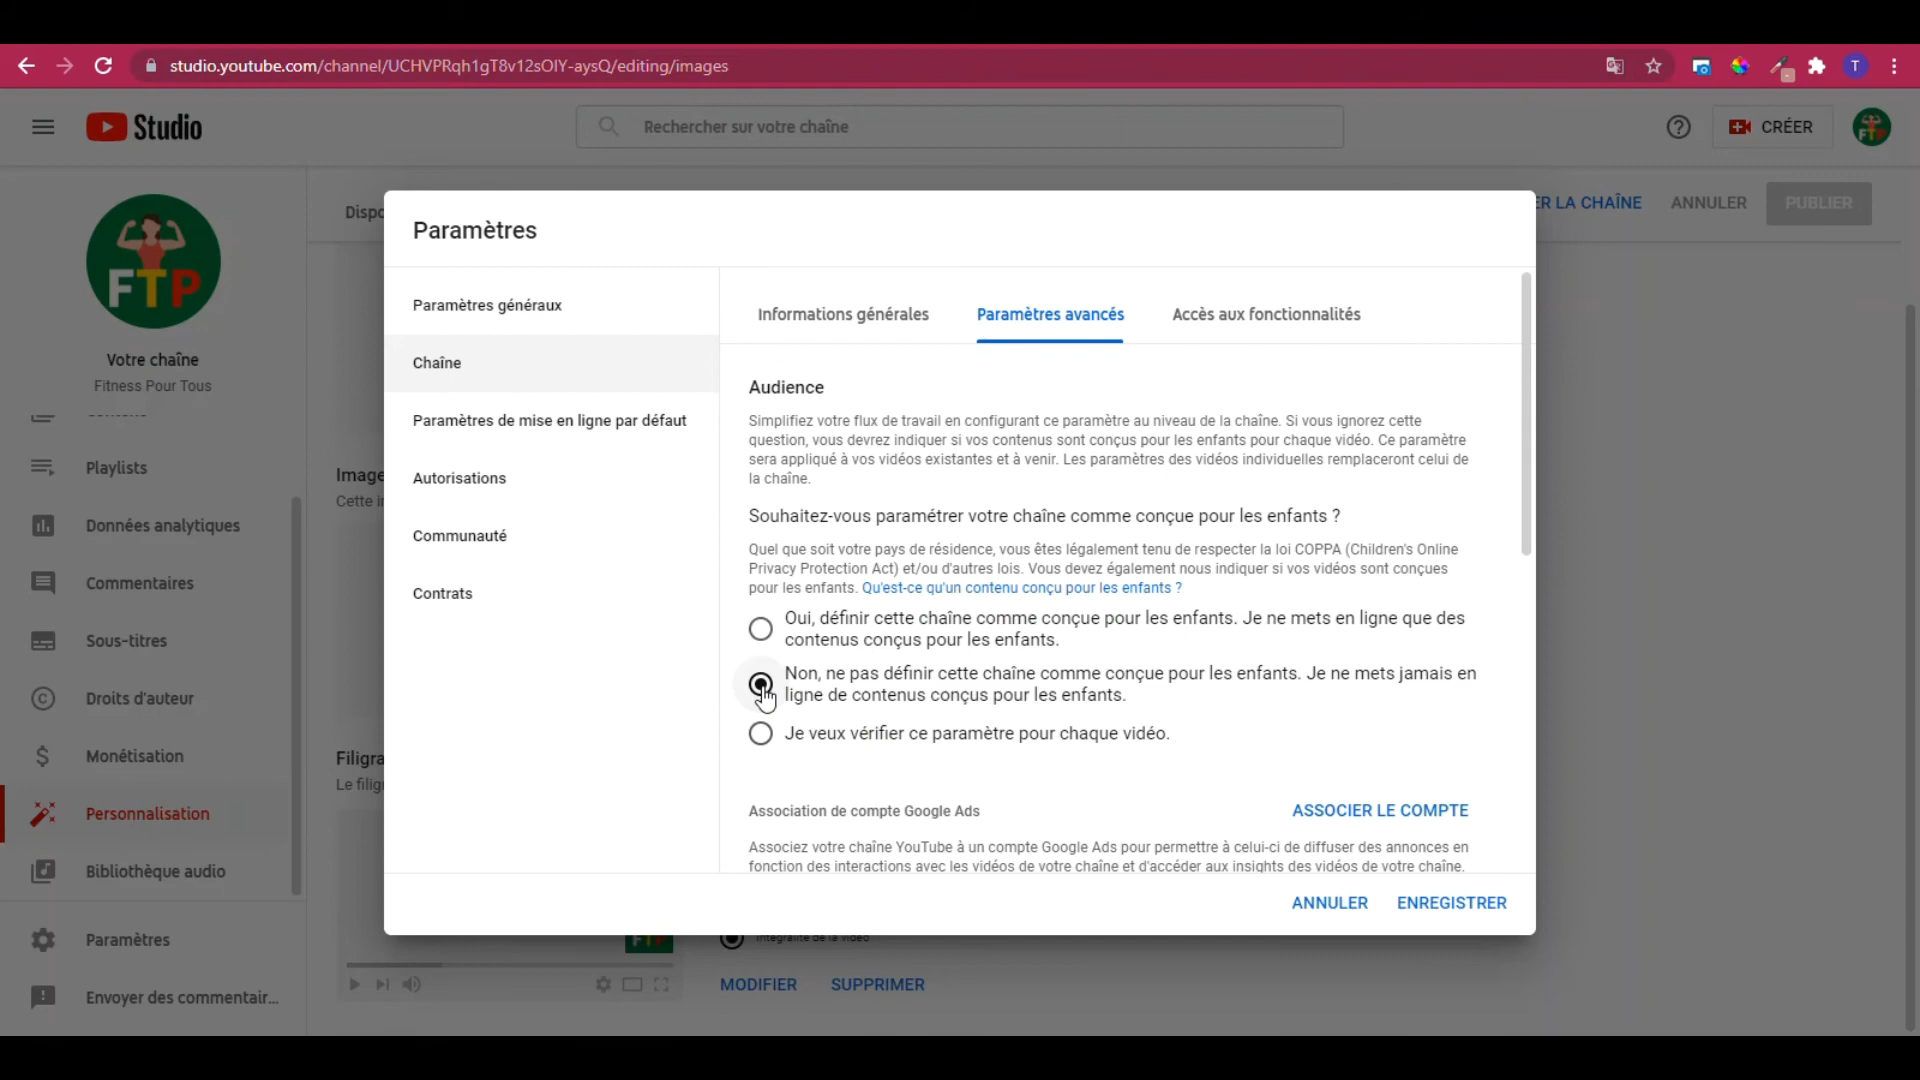 studio.youtube.com/channel/UCHVPRqh1gT8v12sOIY-aysQ/editing/images
T
Studio
Rechercher sur votre chaîne
CRÉER
FTP
Votre chaîne
Fitness Pour Tous
Playlists
Données analytiques
Commentaires
Sous-titres
Droits d'auteur
Monétisation
Personnalisation
Bibliothèque audio
Paramètres
Envoyer des commentair...
Dispo
ER LA CHAÎNE
ANNULER
PUBLIER
Image
Cette i
Filigra
Le filig
Paramètres
Paramètres généraux
Chaîne
Paramètres de mise en ligne par défaut
Autorisations
Communauté
Contrats
Informations générales
Paramètres avancés
Accès aux fonctionnalités
Audience
Simplifiez votre flux de travail en configurant ce paramètre au niveau de la chaîne. Si vous ignorez cette
question, vous devrez indiquer si vos contenus sont conçus pour les enfants pour chaque vidéo. Ce paramètre
sera appliqué à vos vidéos existantes et à venir. Les paramètres des vidéos individuelles remplaceront celui de
la chaîne.
Souhaitez-vous paramétrer votre chaîne comme conçue pour les enfants ?
Quel que soit votre pays de résidence, vous êtes légalement tenu de respecter la loi COPPA (Children's Online
Privacy Protection Act) et/ou d'autres lois. Vous devez également nous indiquer si vos vidéos sont conçues
pour les enfants. Qu'est-ce qu'un contenu conçu pour les enfants ?
Oui, définir cette chaîne comme conçue pour les enfants. Je ne mets en ligne que des
contenus conçus pour les enfants.
Non, ne pas définir cette chaîne comme conçue pour les enfants. Je ne mets jamais en
ligne de contenus conçus pour les enfants.
Je veux vérifier ce paramètre pour chaque vidéo.
Association de compte Google Ads
ASSOCIER LE COMPTE
Associez votre chaîne YouTube à un compte Google Ads pour permettre à celui-ci de diffuser des annonces en
fonction des interactions avec les vidéos de votre chaîne et d'accéder aux insights des vidéos de votre chaîne.
ANNULER
ENREGISTRER
Intégralité de la vidéo
MODIFIER
SUPPRIMER